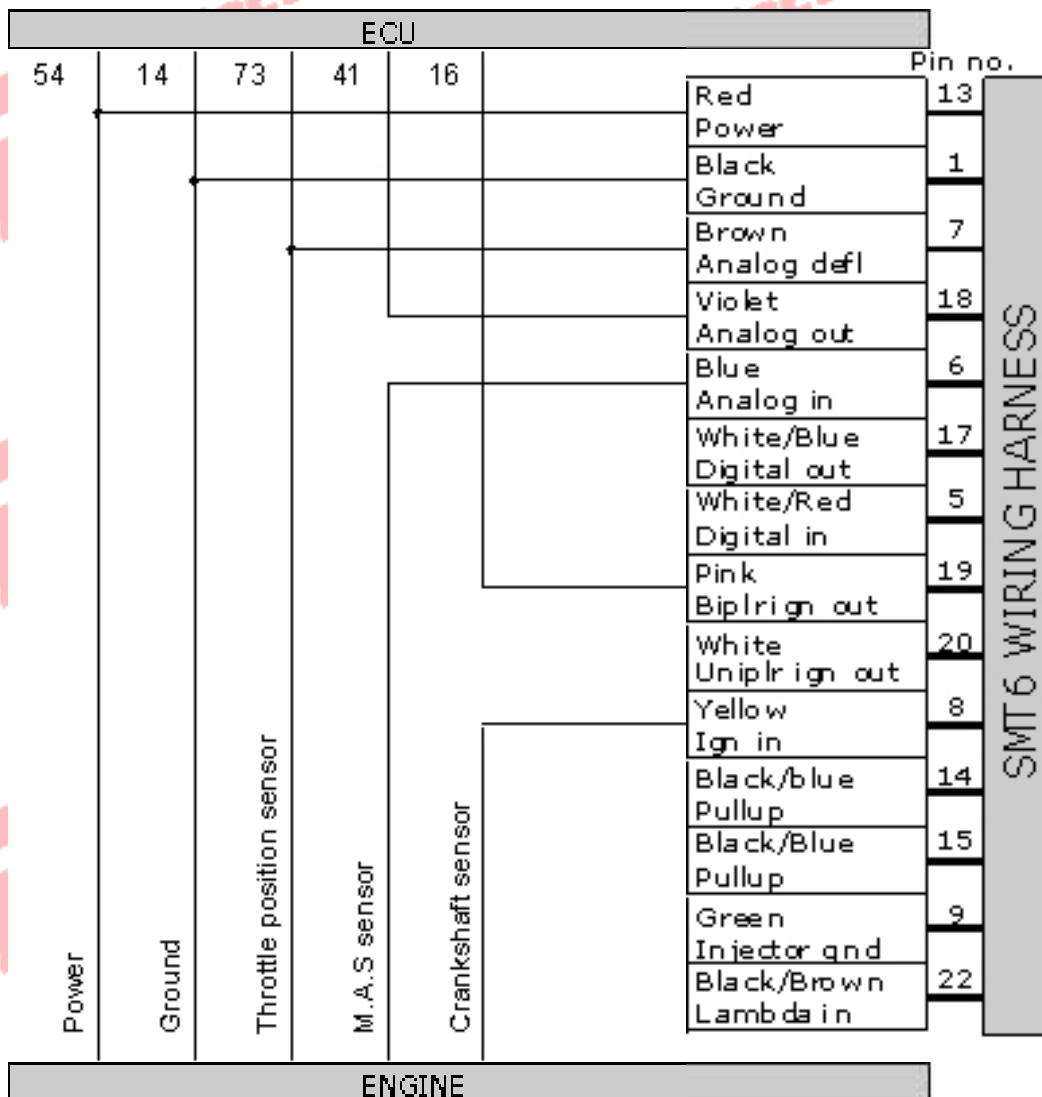 ECU
Pin no.
54 14 73 41 16
Red 13
Power
Black 1
Ground
Brown 7
Analog defl
Violet 18
Analog out
Blue 6
Analog in
White/Blue 17
Digital out
White/Red 5
Digital in
Pink 19
Biplrign out
White 20
Uniplr ign out
Yellow 8
Ign in
Black/blue 14
Pullup
Black/Blue 15
Pullup
Green 9
Injector gnd
Black/Brown 22
Lambda in
Power
Ground
Throttle position sensor
M.A.S sensor
Crankshaft sensor
SMT6 WIRING HARNESS
ENGINE